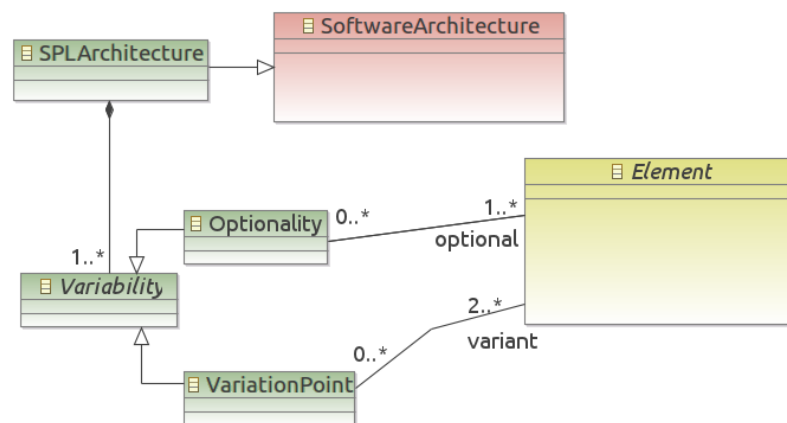 SoftwareArchitecture
SPLArchitecture
Element
Optionality
0..*
1..*
optional
1..*
Variability
2..*
variant
0..*
VariationPoint